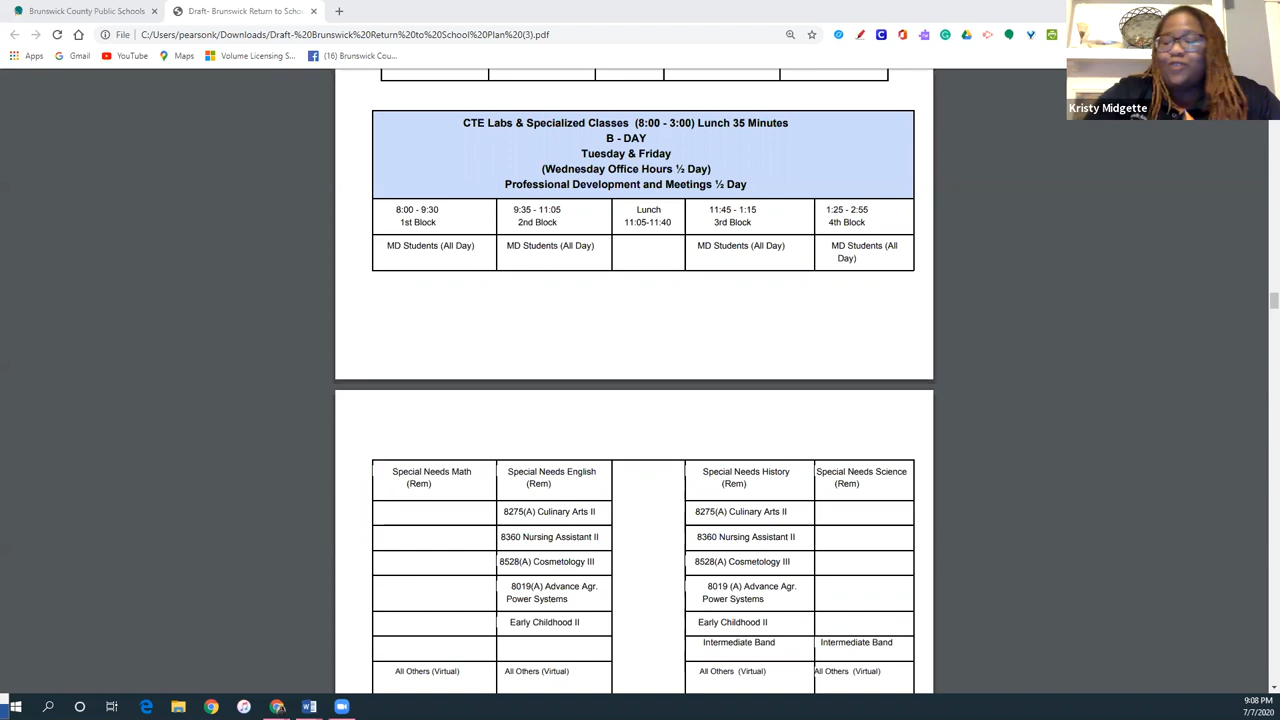 Brunswick County Public Schools
Draft- Brunswick Return to Schoo
File
C:/Users/pearsonk/Downloads/Draft-%20Brunswick%20Return%20to%20School%20Plan%20(3).pdf
Apps
Gmail
YouTube
Maps
Volume Licensing S...
(16) Brunswick Cou...
Kristy Midgette
CTE Labs & Specialized Classes (8:00 - 3:00) Lunch 35 Minutes
B - DAY
Tuesday & Friday
(Wednesday Office Hours ½ Day)
Professional Development and Meetings ½ Day
8:00 - 9:30
1st Block
9:35 - 11:05
2nd Block
Lunch
11:05-11:40
11:45 - 1:15
3rd Block
1:25 - 2:55
4th Block
MD Students (All Day)
MD Students (All Day)
MD Students (All Day)
MD Students (All
Day)
Special Needs Math
(Rem)
Special Needs English
(Rem)
Special Needs History
(Rem)
Special Needs Science
(Rem)
8275(A) Culinary Arts II
8275(A) Culinary Arts II
8360 Nursing Assistant II
8360 Nursing Assistant II
8528(A) Cosmetology III
8528(A) Cosmetology III
8019(A) Advance Agr.
Power Systems
8019 (A) Advance Agr.
Power Systems
Early Childhood II
Early Childhood II
Intermediate Band
Intermediate Band
All Others (Virtual)
All Others (Virtual)
All Others (Virtual)
All Others (Virtual)
9:08 PM
7/7/2020